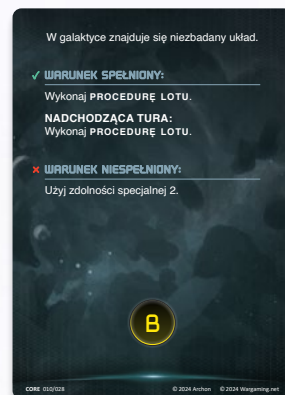 W galaktyce znajduje się niezbadany układ.
✓ WARUNEK SPEŁNIONY:
Wykonaj PROCEDURĘ LOTU.
NADCHODZĄCA TURA:
Wykonaj PROCEDURĘ LOTU.
× WARUNEK NIESPEŁNIONY:
Użyj zdolności specjalnej 2.
B
CORE 010/028 © 2024 Archon © 2024 Wargaming.net